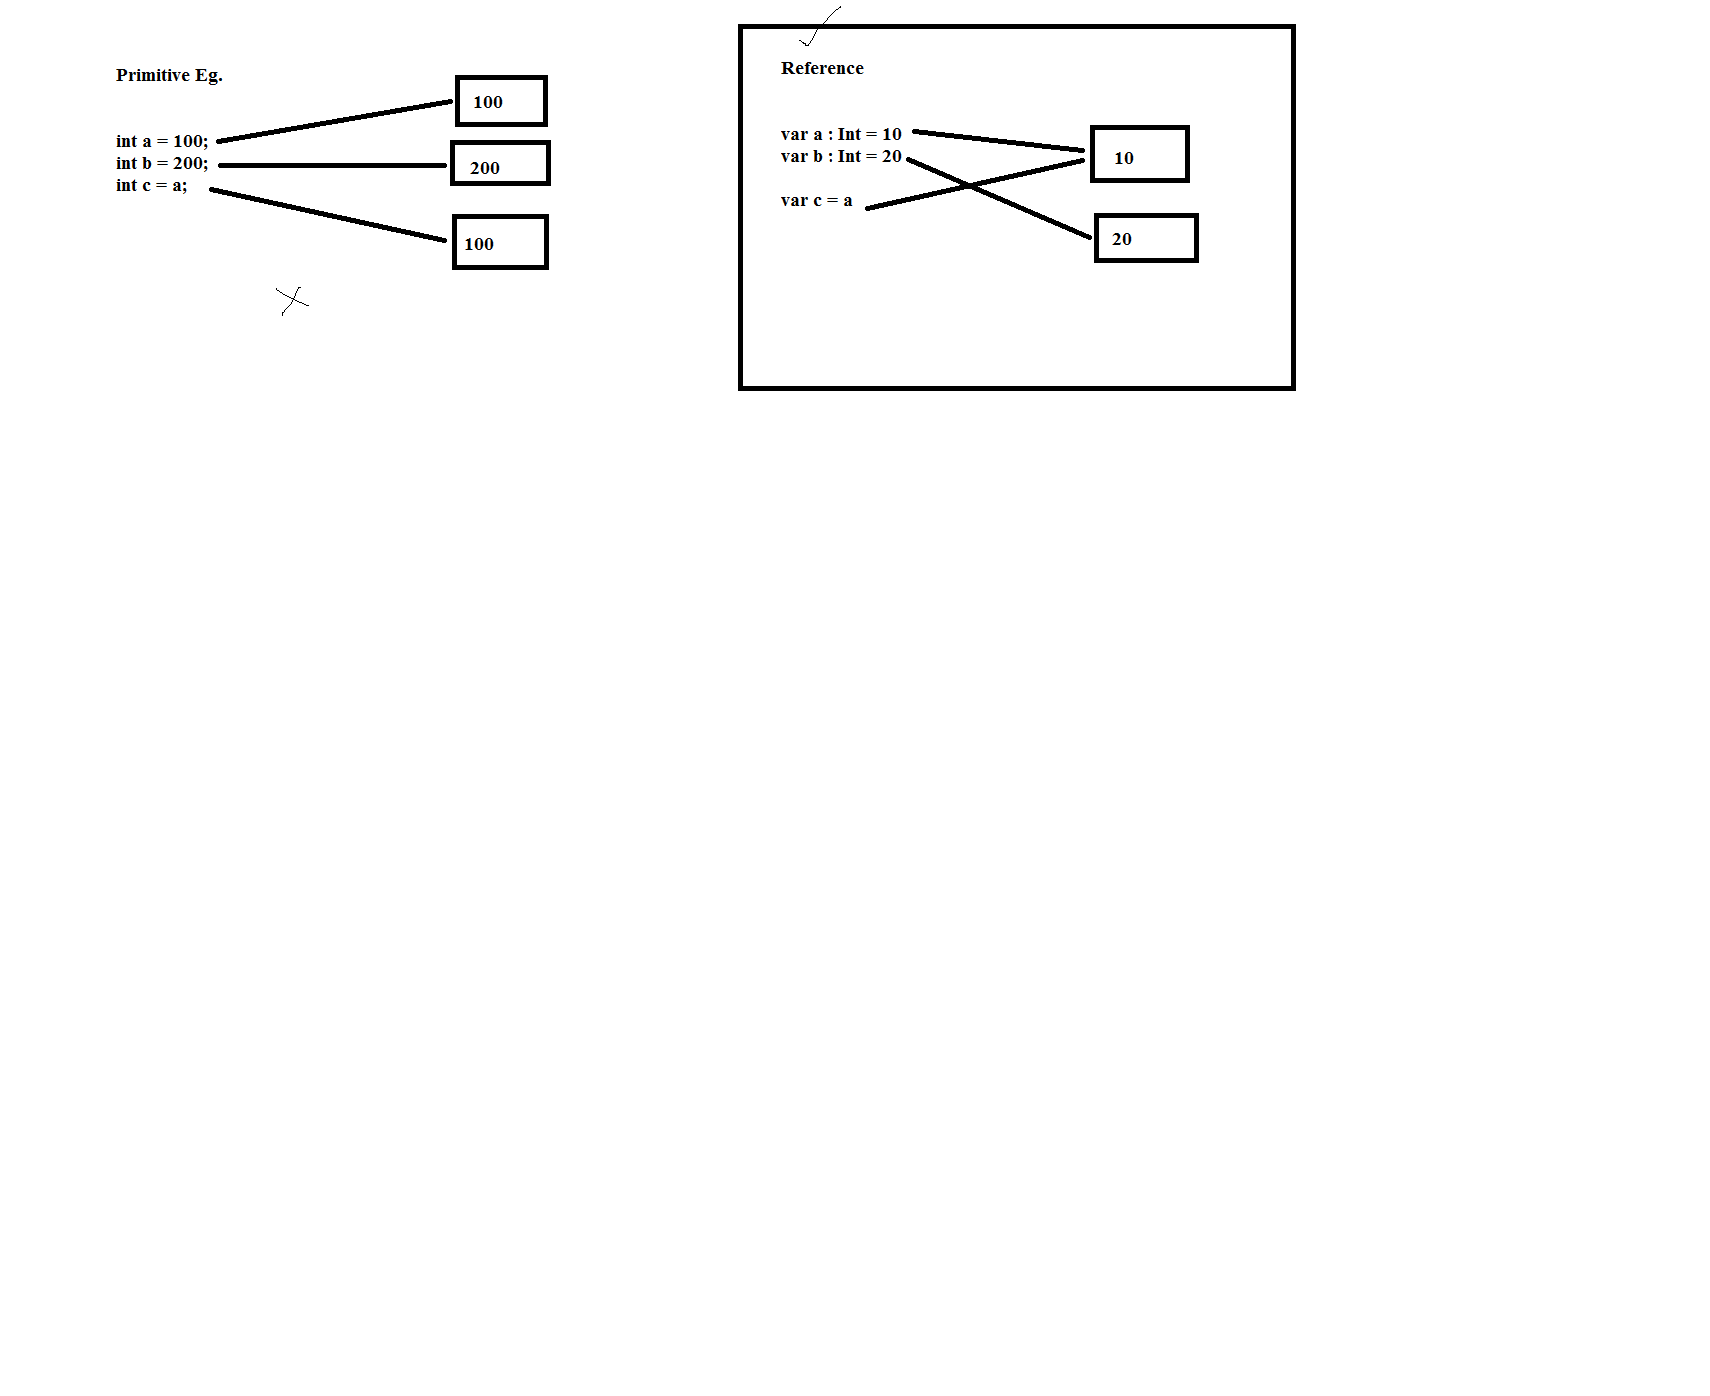 Primitive Eg.
int a = 100;
int b = 200;
int c = a;
100
200
100
Reference
var a : Int = 10
var b : Int = 20
var c = a
10
20